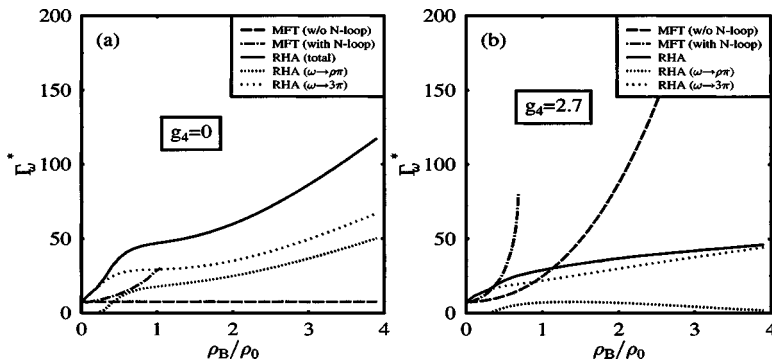 200
(a)
MFT (w/o N-loop)
MFT (with N-loop)
RHA (total)
RHA (ω→ρπ)
RHA (ω→3π)
150
g₄=0
Γω*
100
50
0
0 1 2 3 4
ρB/ρ0
200
(b)
MFT (w/o N-loop)
MFT (with N-loop)
RHA
RHA (ω→ρπ)
RHA (ω→3π)
150
g₄=2.7
Γω*
100
50
0
0 1 2 3 4
ρB/ρ0